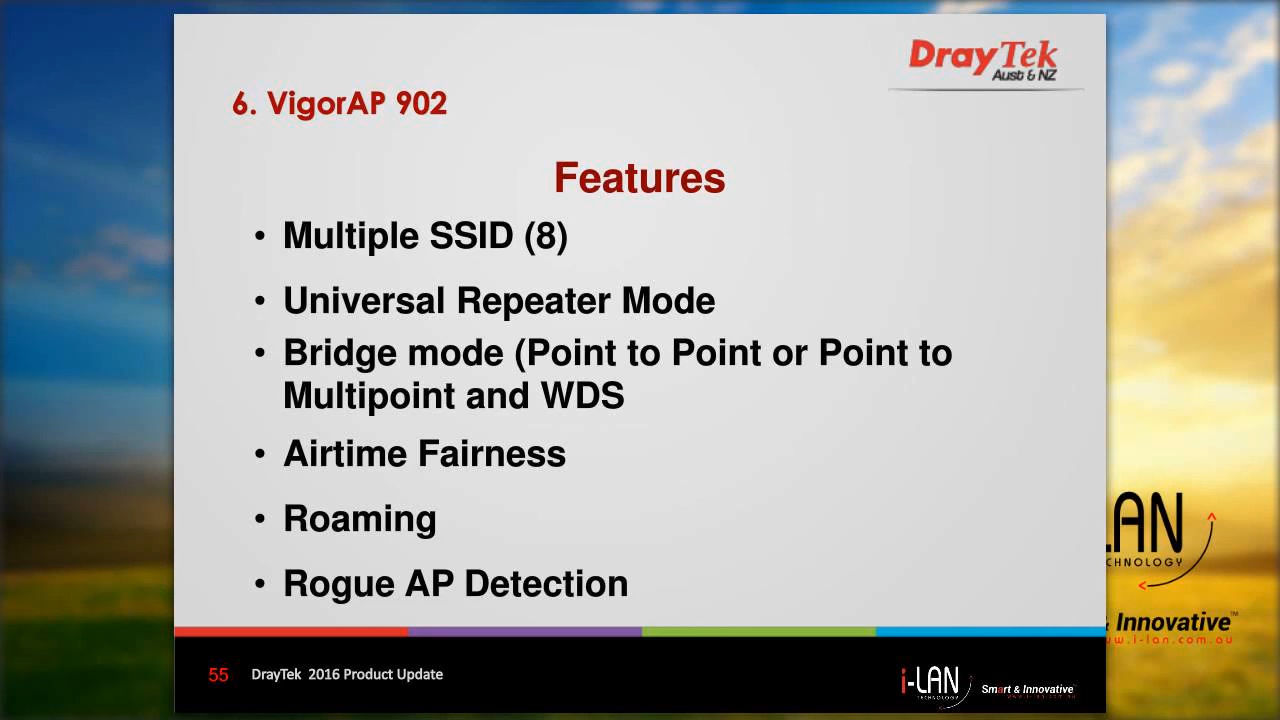 DrayTek
Aust & NZ
6. VigorAP 902
Features
• Multiple SSID (8)
• Universal Repeater Mode
• Bridge mode (Point to Point or Point to
Multipoint and WDS
• Airtime Fairness
• Roaming
• Rogue AP Detection
LAN
CHNOLOGY
& Innovative™
w.i-lan.com.au
55 DrayTek 2016 Product Update
i-LAN
TECHNOLOGY
Smart & Innovative